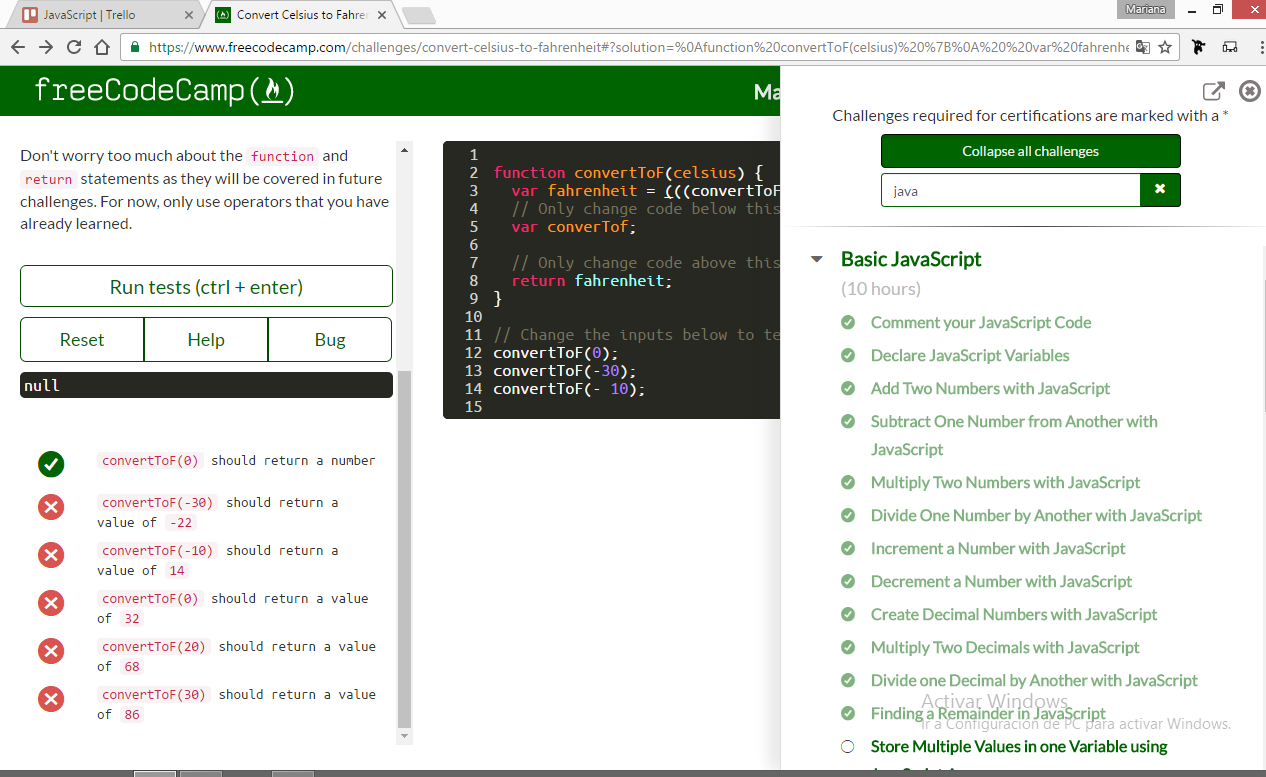 JavaScript | Trello
Convert Celsius to Fahre
Mariana
https://www.freecodecamp.com/challenges/convert-celsius-to-fahrenheit#?solution=%0Afunction%20convertToF(celsius)%20%7B%0A%20%20var%20fahrenhe
freeCodeCamp(🔥)
Ma
Don't worry too much about the function and
return statements as they will be covered in future
challenges. For now, only use operators that you have
already learned.
Run tests (ctrl + enter)
Reset
Help
Bug
null
convertToF(0) should return a number
convertToF(-30) should return a
value of -22
convertToF(-10) should return a
value of 14
convertToF(0) should return a value
of 32
convertToF(20) should return a value
of 68
convertToF(30) should return a value
of 86
1
2 function convertToF(celsius) {
3 var fahrenheit = (((convertToF
4 // Only change code below this
5 var converTof;
6
7 // Only change code above this
8 return fahrenheit;
9 }
10
11 // Change the inputs below to te
12 convertToF(0);
13 convertToF(-30);
14 convertToF(- 10);
15
Challenges required for certifications are marked with a *
Collapse all challenges
java
Basic JavaScript
(10 hours)
Comment your JavaScript Code
Declare JavaScript Variables
Add Two Numbers with JavaScript
Subtract One Number from Another with
JavaScript
Multiply Two Numbers with JavaScript
Divide One Number by Another with JavaScript
Increment a Number with JavaScript
Decrement a Number with JavaScript
Create Decimal Numbers with JavaScript
Multiply Two Decimals with JavaScript
Divide one Decimal by Another with JavaScript
Finding a Remainder in JavaScript
Store Multiple Values in one Variable using
Activar Windows
Ir a Configuración de PC para activar Windows.